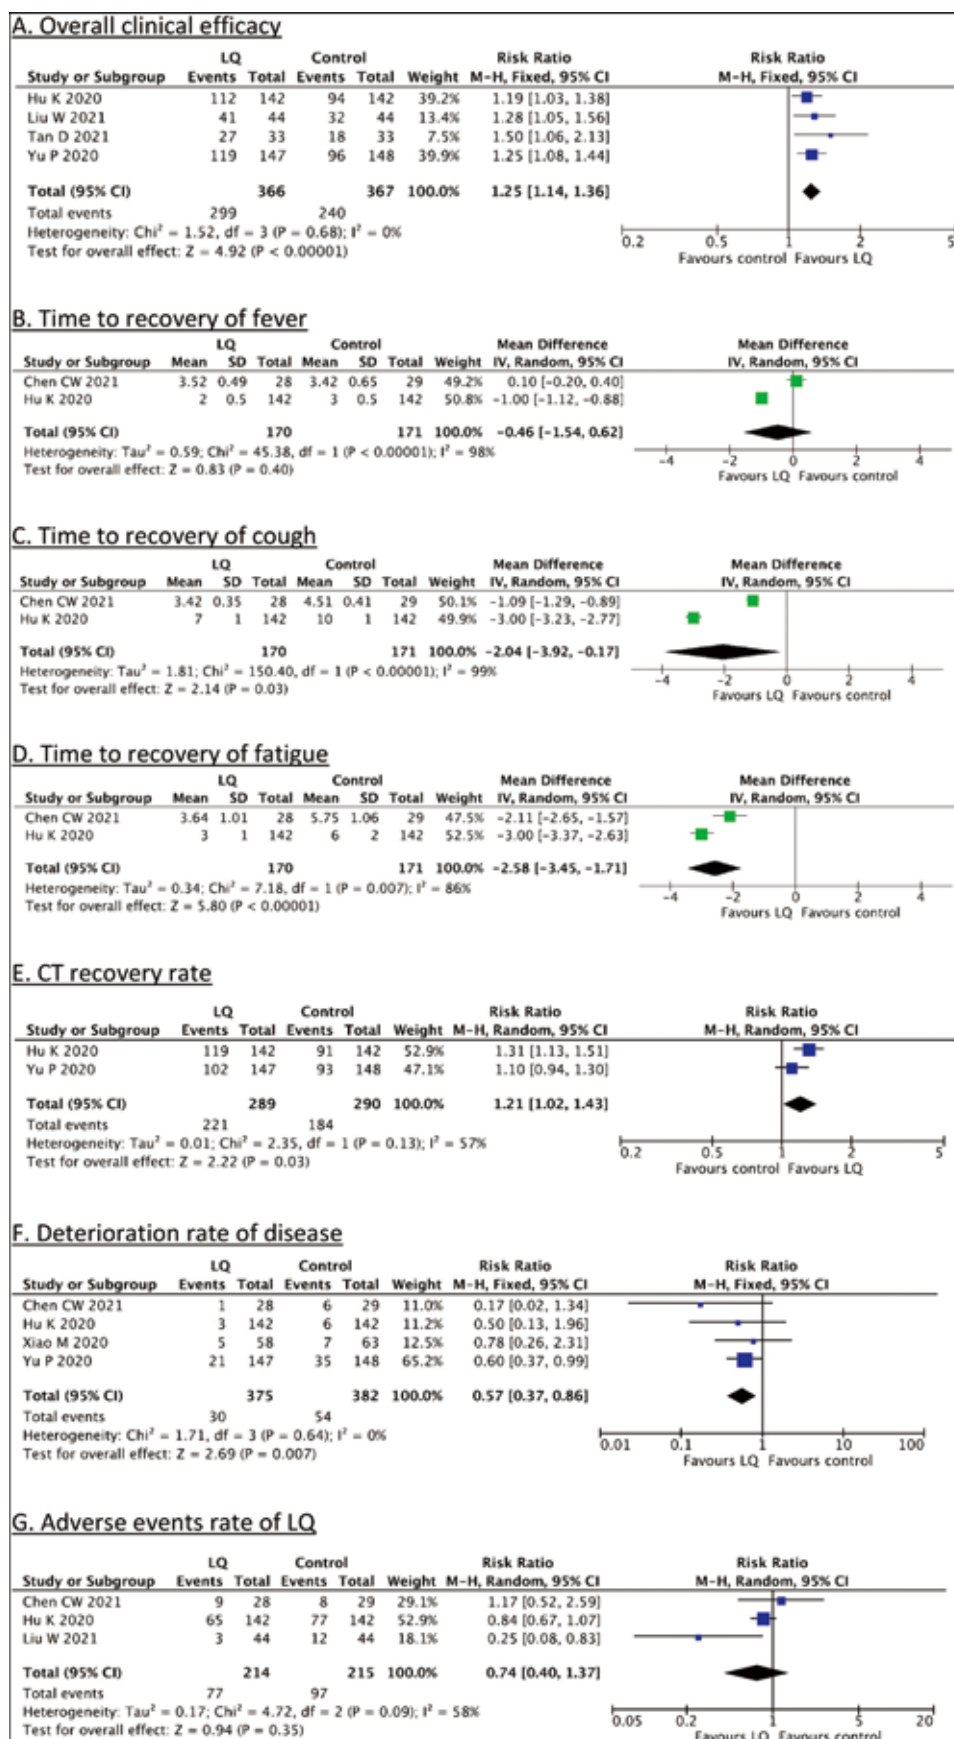 A. Overall clinical efficacy
LQ Control Risk Ratio Risk Ratio
Study or Subgroup Events Total Events Total Weight M-H, Fixed, 95% CI M-H, Fixed, 95% CI
Hu K 2020 112 142 94 142 39.2% 1.19 [1.03, 1.38]
Liu W 2021 41 44 32 44 13.4% 1.28 [1.05, 1.56]
Tan D 2021 27 33 18 33 7.5% 1.50 [1.06, 2.13]
Yu P 2020 119 147 96 148 39.9% 1.25 [1.08, 1.44]
Total (95% CI) 366 367 100.0% 1.25 [1.14, 1.36]
Total events 299 240
Heterogeneity: Chi² = 1.52, df = 3 (P = 0.68); I² = 0%
Test for overall effect: Z = 4.92 (P < 0.00001)
0.2 0.5 1 2 5
Favours control Favours LQ
B. Time to recovery of fever
LQ Control Mean Difference Mean Difference
Study or Subgroup Mean SD Total Mean SD Total Weight IV, Random, 95% CI IV, Random, 95% CI
Chen CW 2021 3.52 0.49 28 3.42 0.65 29 49.2% 0.10 [-0.20, 0.40]
Hu K 2020 2 0.5 142 3 0.5 142 50.8% -1.00 [-1.12, -0.88]
Total (95% CI) 170 171 100.0% -0.46 [-1.54, 0.62]
Heterogeneity: Tau² = 0.59; Chi² = 45.38, df = 1 (P < 0.00001); I² = 98%
Test for overall effect: Z = 0.83 (P = 0.40)
-4 -2 0 2 4
Favours LQ Favours control
C. Time to recovery of cough
LQ Control Mean Difference Mean Difference
Study or Subgroup Mean SD Total Mean SD Total Weight IV, Random, 95% CI IV, Random, 95% CI
Chen CW 2021 3.42 0.35 28 4.51 0.41 29 50.1% -1.09 [-1.29, -0.89]
Hu K 2020 7 1 142 10 1 142 49.9% -3.00 [-3.23, -2.77]
Total (95% CI) 170 171 100.0% -2.04 [-3.92, -0.17]
Heterogeneity: Tau² = 1.81; Chi² = 150.40, df = 1 (P < 0.00001); I² = 99%
Test for overall effect: Z = 2.14 (P = 0.03)
-4 -2 0 2 4
Favours LQ Favours control
D. Time to recovery of fatigue
LQ Control Mean Difference Mean Difference
Study or Subgroup Mean SD Total Mean SD Total Weight IV, Random, 95% CI IV, Random, 95% CI
Chen CW 2021 3.64 1.01 28 5.75 1.06 29 47.5% -2.11 [-2.65, -1.57]
Hu K 2020 3 1 142 6 2 142 52.5% -3.00 [-3.37, -2.63]
Total (95% CI) 170 171 100.0% -2.58 [-3.45, -1.71]
Heterogeneity: Tau² = 0.34; Chi² = 7.18, df = 1 (P = 0.007); I² = 86%
Test for overall effect: Z = 5.80 (P < 0.00001)
-4 -2 0 2 4
Favours LQ Favours control
E. CT recovery rate
LQ Control Risk Ratio Risk Ratio
Study or Subgroup Events Total Events Total Weight M-H, Random, 95% CI M-H, Random, 95% CI
Hu K 2020 119 142 91 142 52.9% 1.31 [1.13, 1.51]
Yu P 2020 102 147 93 148 47.1% 1.10 [0.94, 1.30]
Total (95% CI) 289 290 100.0% 1.21 [1.02, 1.43]
Total events 221 184
Heterogeneity: Tau² = 0.01; Chi² = 2.35, df = 1 (P = 0.13); I² = 57%
Test for overall effect: Z = 2.22 (P = 0.03)
0.2 0.5 1 2 5
Favours control Favours LQ
F. Deterioration rate of disease
LQ Control Risk Ratio Risk Ratio
Study or Subgroup Events Total Events Total Weight M-H, Fixed, 95% CI M-H, Fixed, 95% CI
Chen CW 2021 1 28 6 29 11.0% 0.17 [0.02, 1.34]
Hu K 2020 3 142 6 142 11.2% 0.50 [0.13, 1.96]
Xiao M 2020 5 58 7 63 12.5% 0.78 [0.26, 2.31]
Yu P 2020 21 147 35 148 65.2% 0.60 [0.37, 0.99]
Total (95% CI) 375 382 100.0% 0.57 [0.37, 0.86]
Total events 30 54
Heterogeneity: Chi² = 1.71, df = 3 (P = 0.64); I² = 0%
Test for overall effect: Z = 2.69 (P = 0.007)
0.01 0.1 1 10 100
Favours LQ Favours control
G. Adverse events rate of LQ
LQ Control Risk Ratio Risk Ratio
Study or Subgroup Events Total Events Total Weight M-H, Random, 95% CI M-H, Random, 95% CI
Chen CW 2021 9 28 8 29 29.1% 1.17 [0.52, 2.59]
Hu K 2020 65 142 77 142 52.9% 0.84 [0.67, 1.07]
Liu W 2021 3 44 12 44 18.1% 0.25 [0.08, 0.83]
Total (95% CI) 214 215 100.0% 0.74 [0.40, 1.37]
Total events 77 97
Heterogeneity: Tau² = 0.17; Chi² = 4.72, df = 2 (P = 0.09); I² = 58%
Test for overall effect: Z = 0.94 (P = 0.35)
0.05 0.2 1 5 20
Favours LQ Favours control